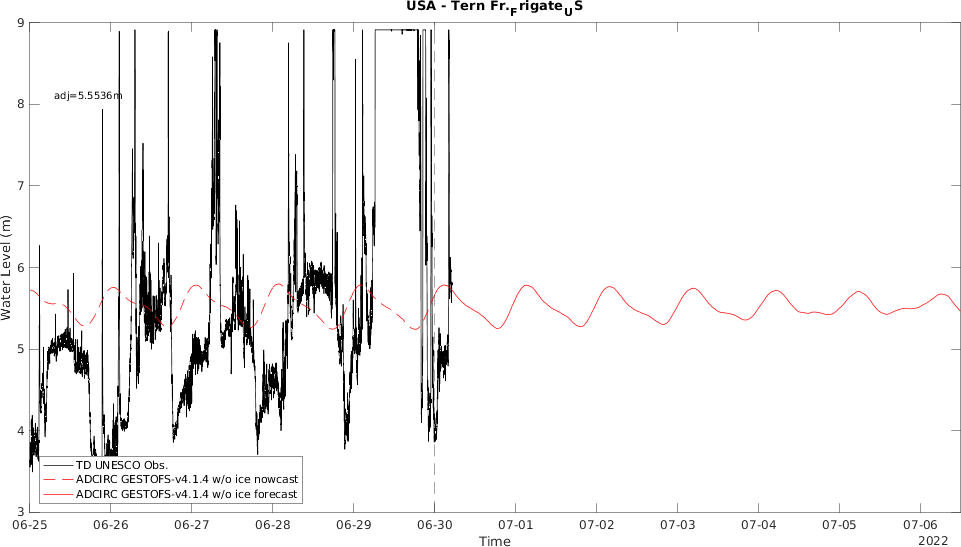 USA - Tern Fr.FrigateUS
Water Level (m)
9
8
7
6
5
4
3
adj=5.5536m
TD UNESCO Obs.
ADCIRC GESTOFS-v4.1.4 w/o ice nowcast
ADCIRC GESTOFS-v4.1.4 w/o ice forecast
06-25 06-26 06-27 06-28 06-29 06-30 07-01 07-02 07-03 07-04 07-05 07-06
Time
2022